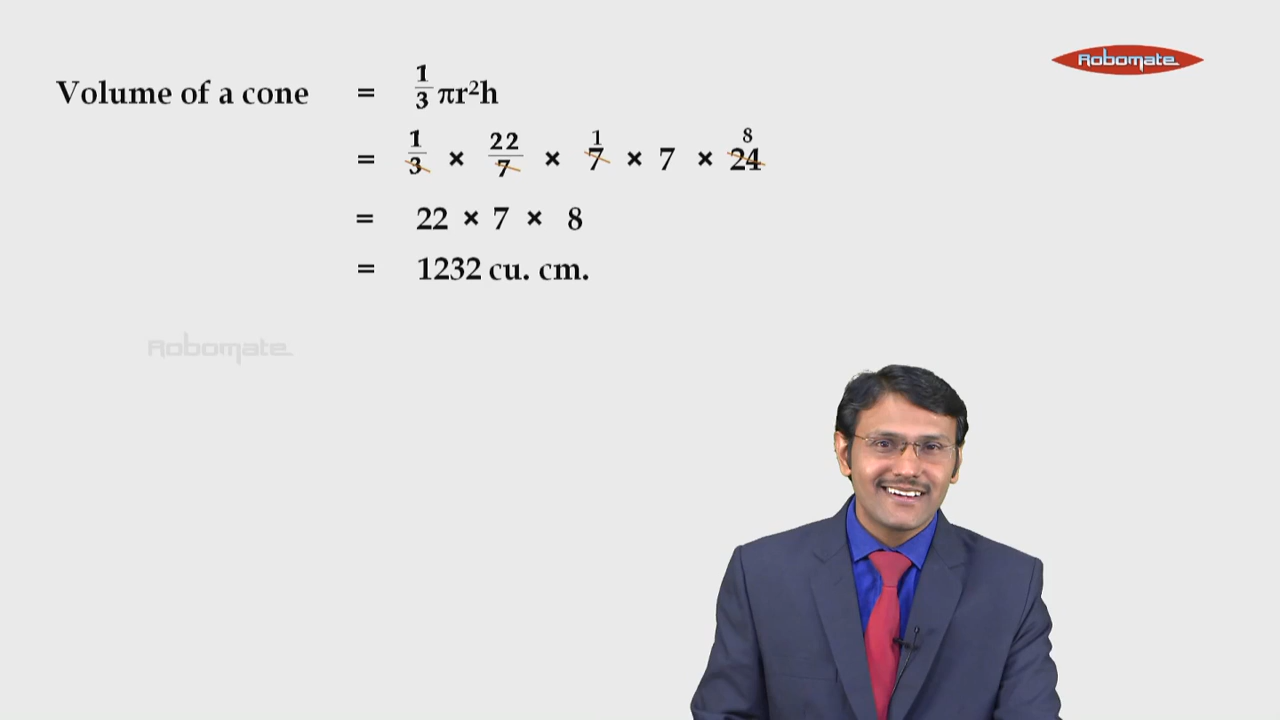 Robomate
Volume of a cone = 1/3 πr²h
= 1/3 × 22/7 × 7 1 × 7 × 24 8
= 22 × 7 × 8
= 1232 cu. cm.
Robomate